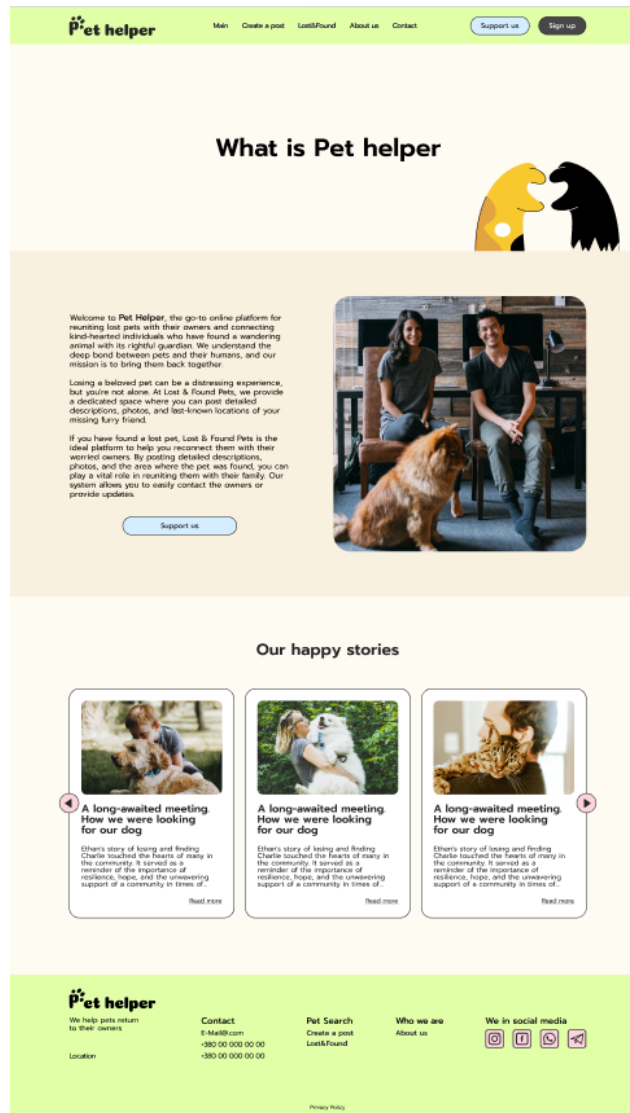 Pet helper
Main Create a post Lost&Found About us Contact Support us Sign up
What is Pet helper
Welcome to Pet Helper, the go-to online platform for
reuniting lost pets with their owners and connecting
kind-hearted individuals who have found a wandering
animal with its rightful guardian. We understand the
deep bond between pets and their humans, and our
mission is to bring them back together.
Losing a beloved pet can be a distressing experience,
but you're not alone. At Lost & Found Pets, we provide
a dedicated space where you can post detailed
descriptions, photos, and last-known locations of your
missing furry friend.
If you have found a lost pet, Lost & Found Pets is the
ideal platform to help you reconnect them with their
worried owners. By posting detailed descriptions,
photos, and the area where the pet was found, you can
play a vital role in reuniting them with their family. Our
system allows you to easily contact the owners or
provide updates.
Support us
Our happy stories
A long-awaited meeting.
How we were looking
for our dog
Ethan's story of losing and finding
Charlie touched the hearts of many in
the community. It served as a
reminder of the importance of
resilience, hope, and the unwavering
support of a community in times of...
Read more
A long-awaited meeting.
How we were looking
for our dog
Ethan's story of losing and finding
Charlie touched the hearts of many in
the community. It served as a
reminder of the importance of
resilience, hope, and the unwavering
support of a community in times of...
Read more
A long-awaited meeting.
How we were looking
for our dog
Ethan's story of losing and finding
Charlie touched the hearts of many in
the community. It served as a
reminder of the importance of
resilience, hope, and the unwavering
support of a community in times of...
Read more
Pet helper
We help pets return
to their owners
Location
Contact
E-Mail@.com
+380 00 000 00 00
+380 00 000 00 00
Pet Search
Create a post
Lost&Found
Who we are
About us
We in social media
Privacy Policy